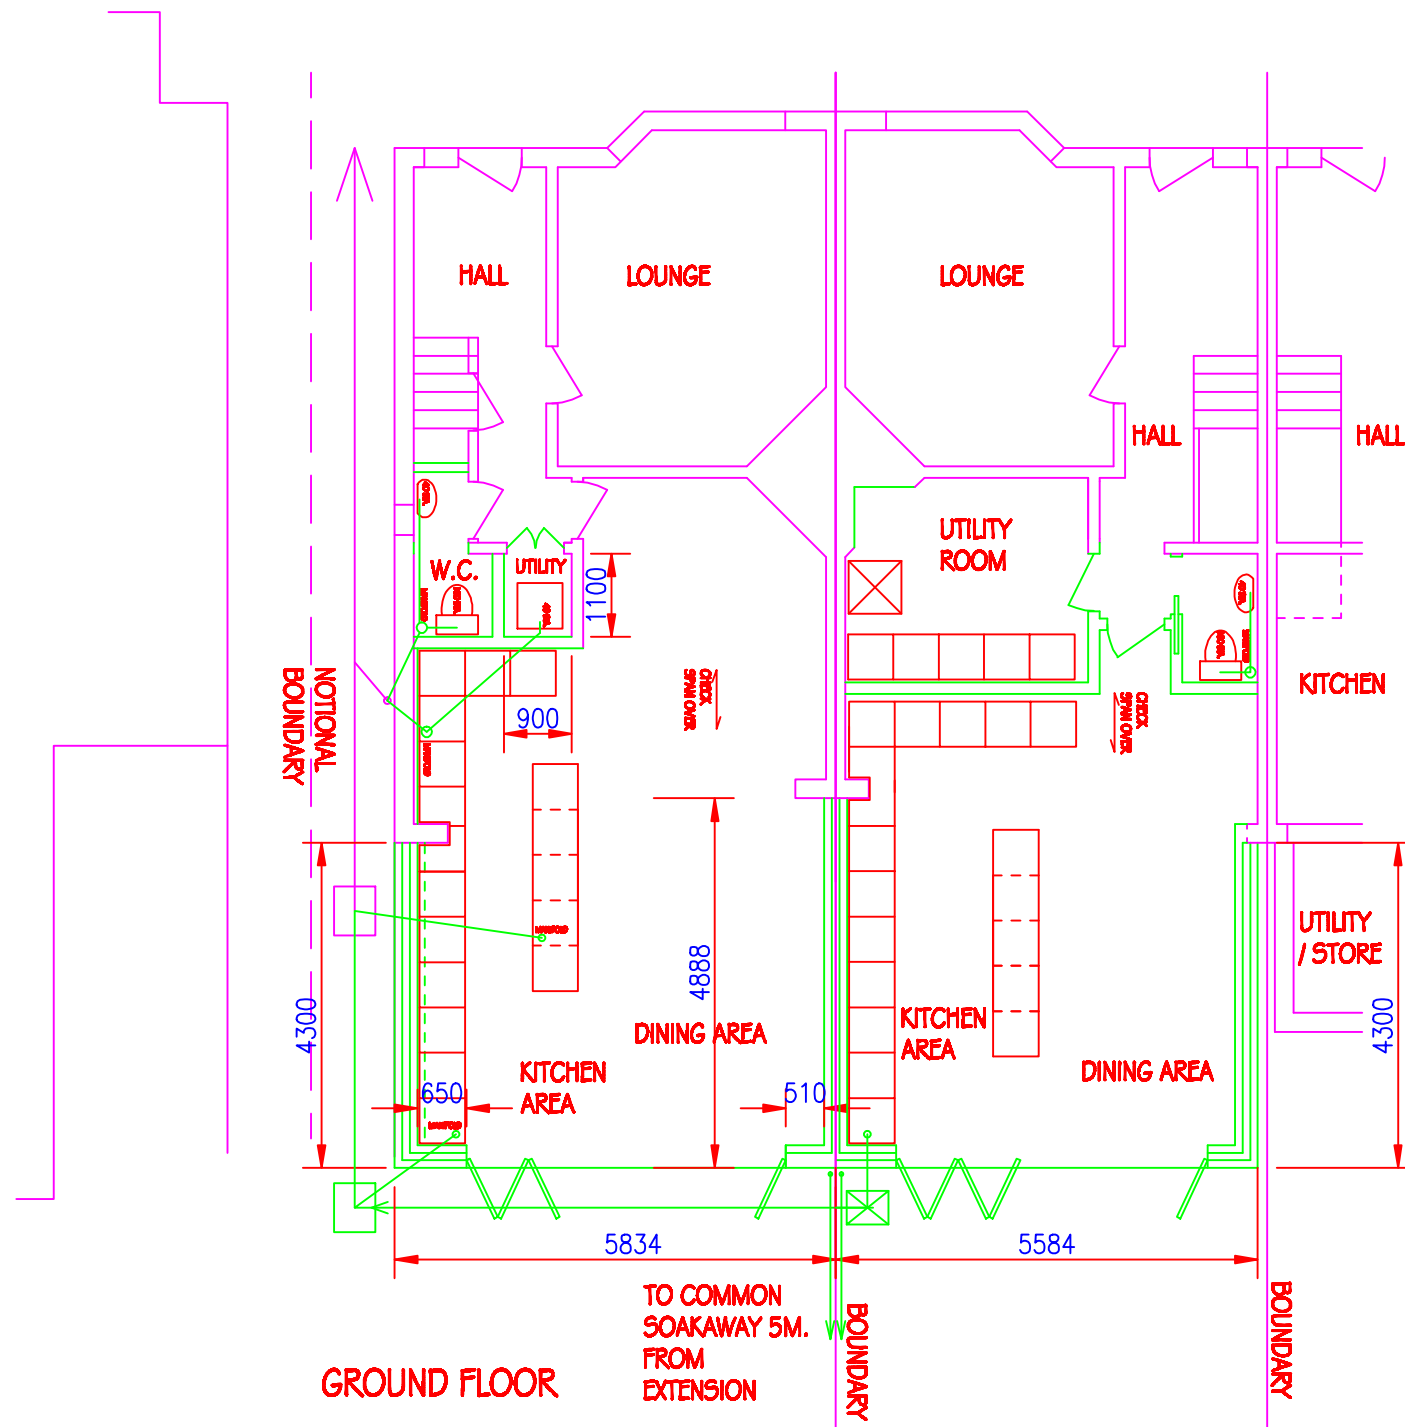 HALL
LOUNGE
LOUNGE
HALL
HALL
UTILITY
ROOM
W.C.
UTILITY
1100
NOTIONAL
BOUNDARY
900
CHECK
SPAN OVER
CHECK
SPAN OVER
KITCHEN
4300
4888
DINING AREA
KITCHEN
AREA
650
510
KITCHEN
AREA
DINING AREA
UTILITY
/ STORE
4300
5834
5584
TO COMMON
SOAKAWAY 5M.
FROM
EXTENSION
BOUNDARY
BOUNDARY
GROUND FLOOR